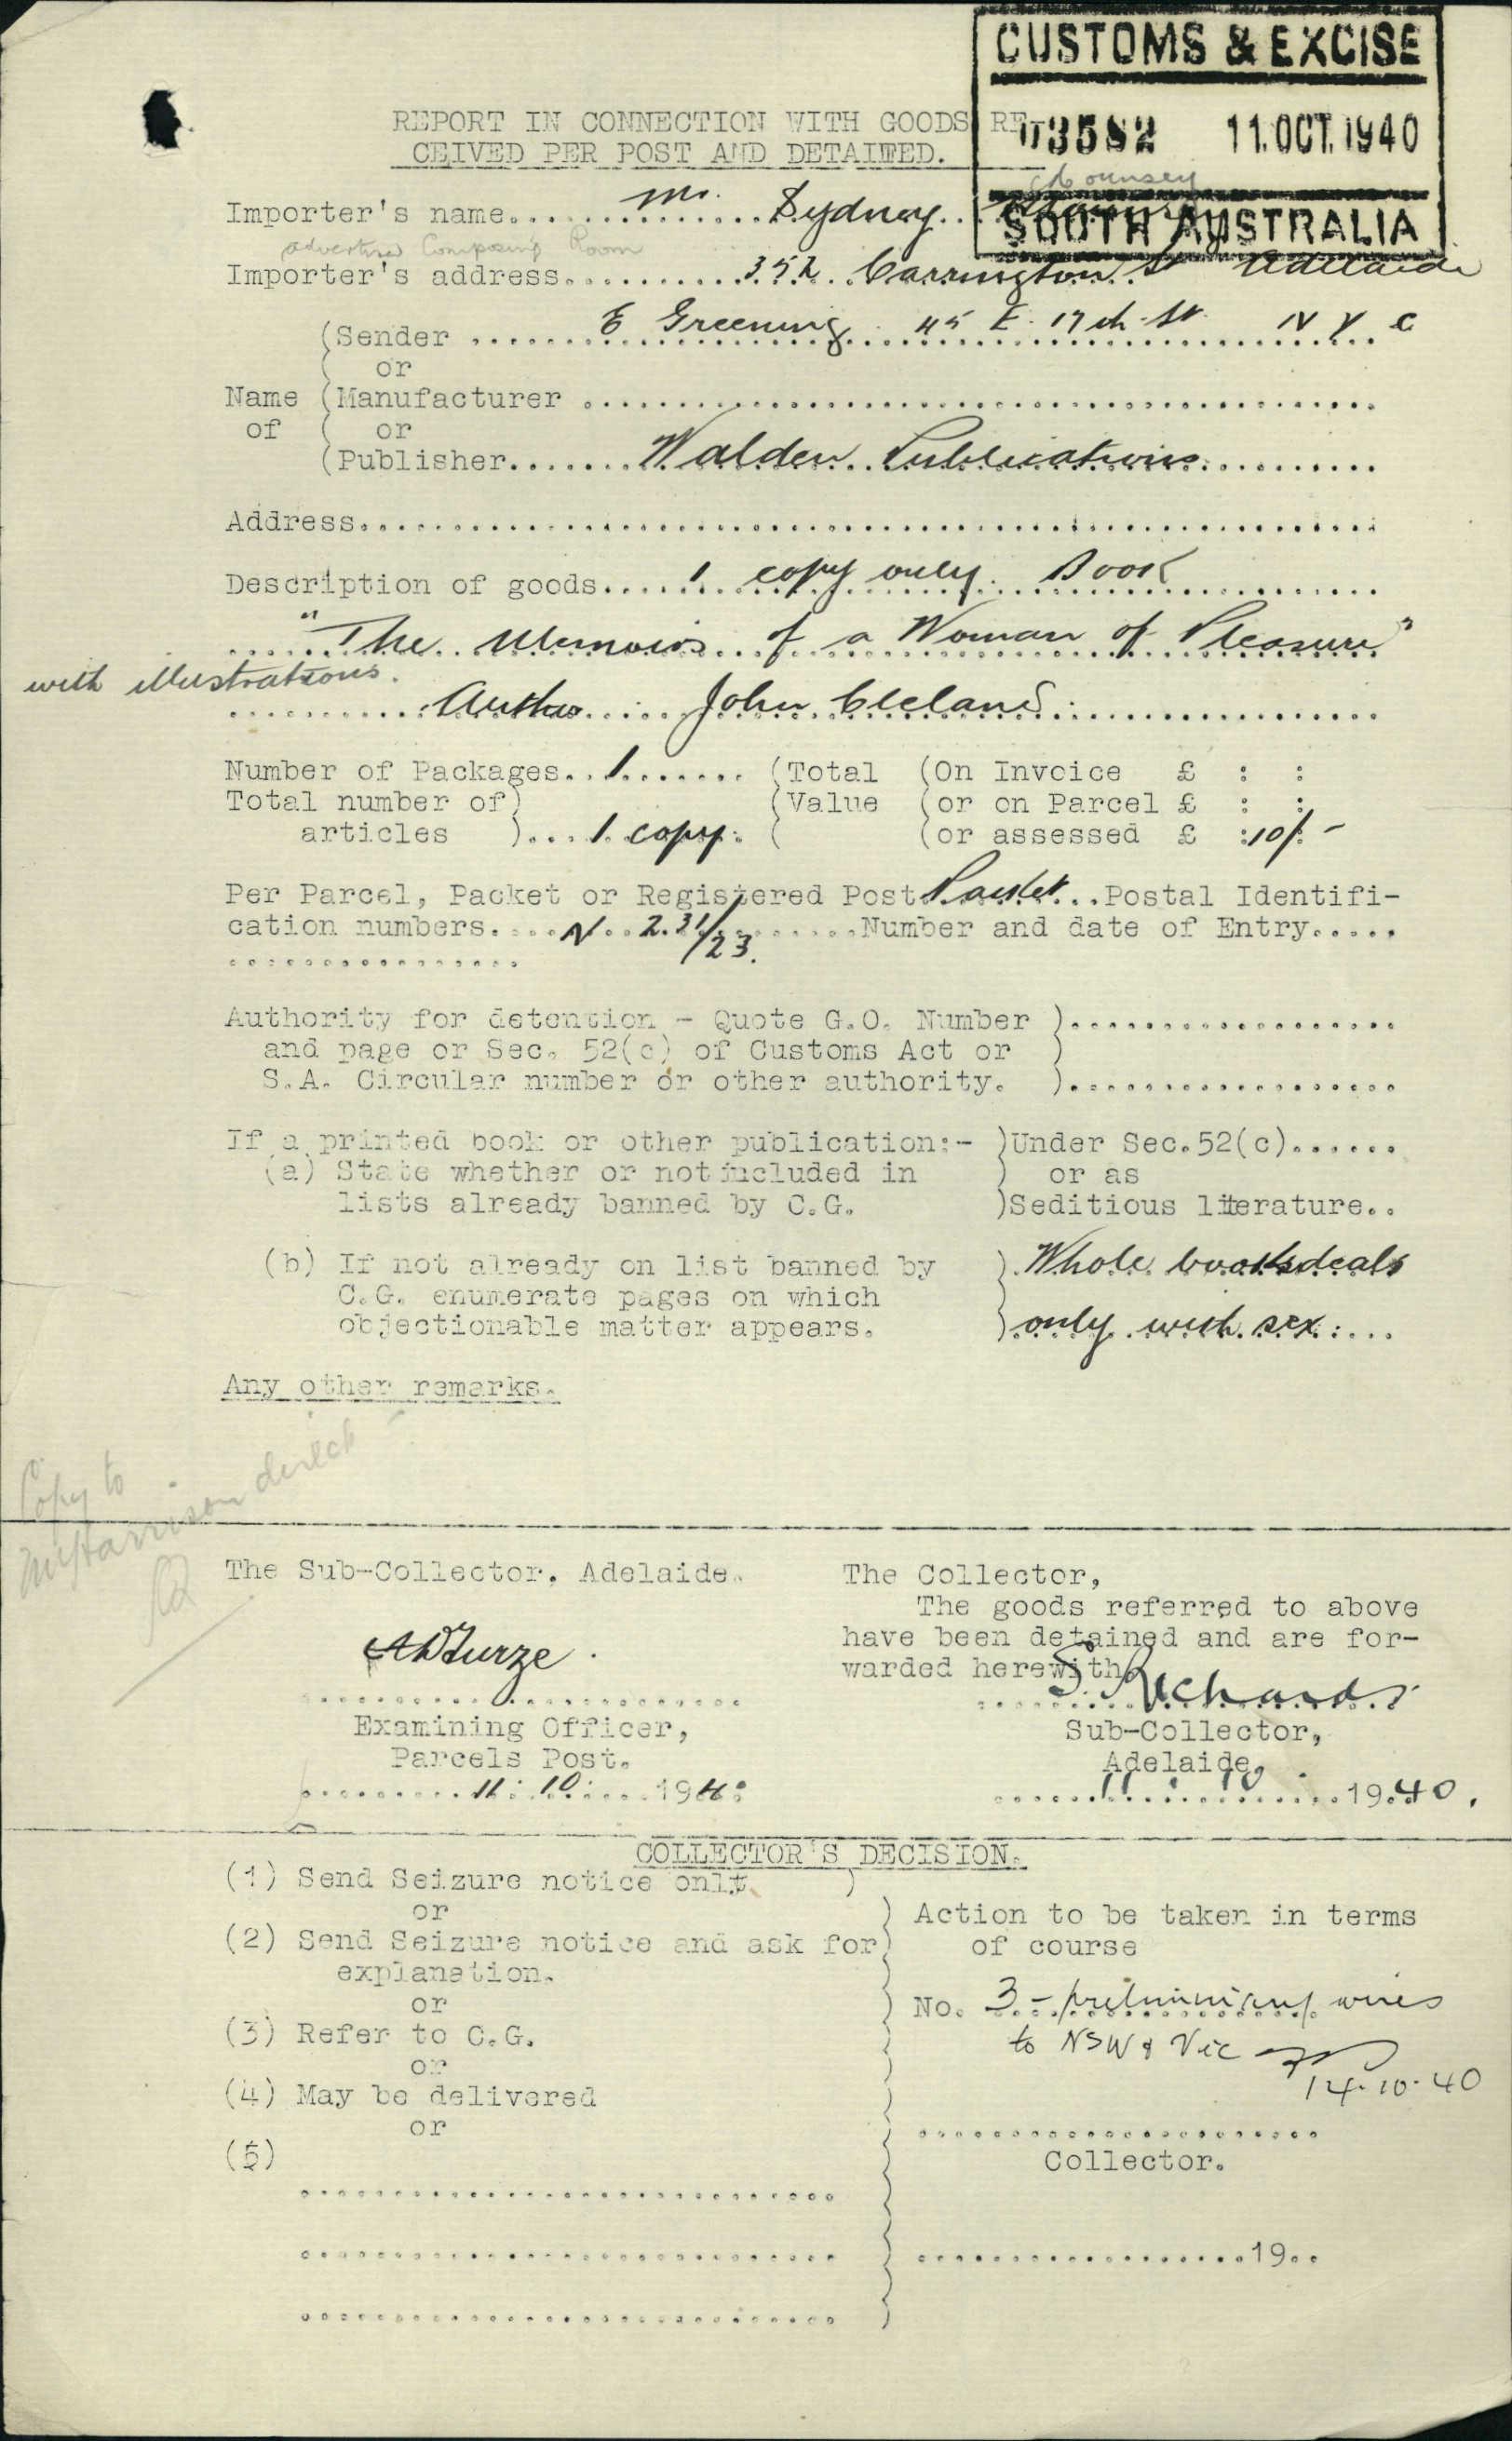 CUSTOMS & EXCISE
3582 11. OCT. 1940
SOUTH AUSTRALIA
REPORT IN CONNECTION WITH GOODS RE-
CEIVED PER POST AND DETAINED.
Importer's name........ Mr. Sydney
advertiser Composing Room
Importer's address........ 352 Carrington St Adelaide
(Sender ........ E Greening 45 E. 17th St N Y C
( or
Name (Manufacturer ........
of ( or
(Publisher....... Walden Publications
Address........
Description of goods..... 1 copy only. Book
"The Memoirs of a Woman of Pleasure"
with illustrations.
Author John Cleland
Number of Packages.. 1 ....... (Total (On Invoice £ : :
Total number of) (Value (or on Parcel £ : :
articles )... 1 copy. ( (or assessed £ :10/: -
Per Parcel, Packet or Registered Post Packet...Postal Identifi-
cation numbers.... N. 2.31/23. .......Number and date of Entry.....
................
Authority for detention - Quote G.O. Number )..................
and page or Sec. 52(c) of Customs Act or )
S.A. Circular number or other authority. )..................
If a printed book or other publication:- )Under Sec.52(c)......
(a) State whether or not included in ) or as
lists already banned by C.G. )Seditious literature..
(b) If not already on list banned by ) Whole book deals
C.G. enumerate pages on which )
objectionable matter appears. ) only with sex....
Any other remarks.
Copy to
Mr Harrison direct
The Sub-Collector, Adelaide. The Collector,
The goods referred to above
have been detained and are for-
warded herewith.
A D Furze. S. Richards
Examining Officer, Sub-Collector,
Parcels Post. Adelaide.
11. 10. 1940 11. 10. 1940.
COLLECTOR'S DECISION.
(1) Send Seizure notice only. )
or ) Action to be taken in terms
(2) Send Seizure notice and ask for) of course
explanation.
or ) No. 3 - preliminary wires
(3) Refer to C.G. to NSW & Vic
or 14.10.40
(4) May be delivered
or ......................
(5) Collector.
.............................
............................. ..................19..
.............................